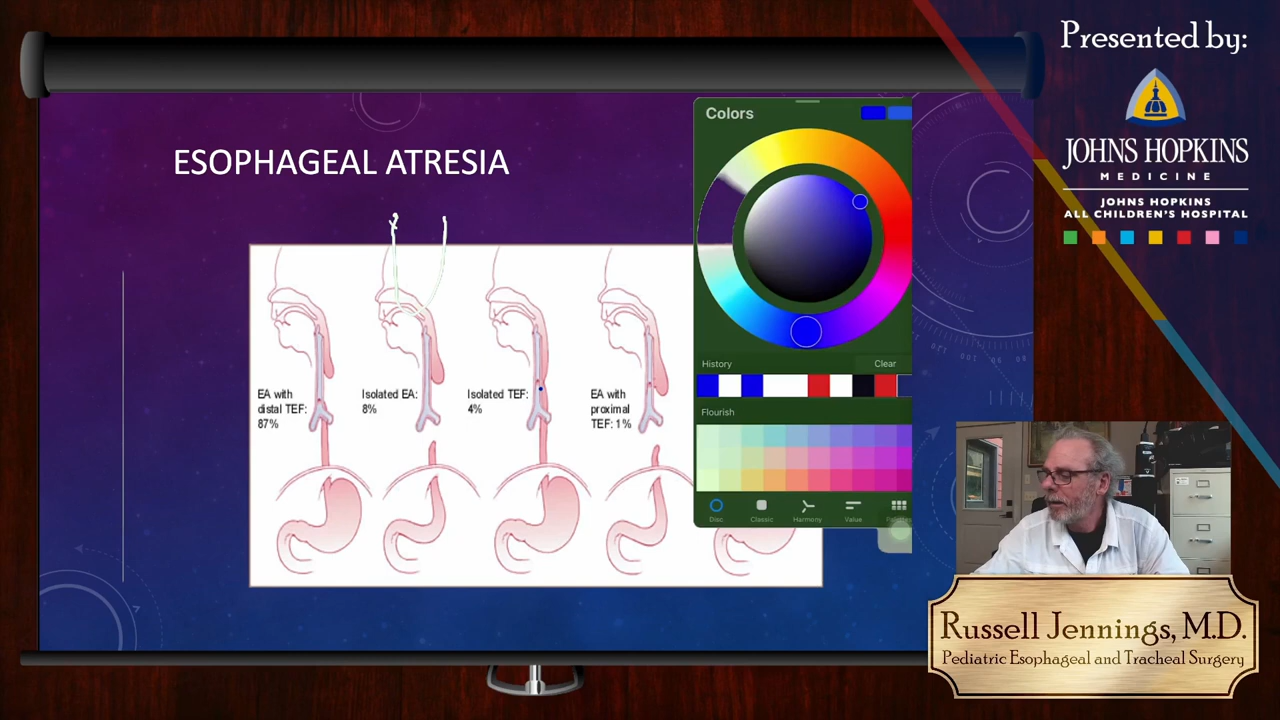 Presented by:
JOHNS HOPKINS
MEDICINE
JOHNS HOPKINS
ALL CHILDREN'S HOSPITAL
ESOPHAGEAL ATRESIA
EA with
distal TEF:
87%
Isolated EA:
8%
Isolated TEF:
4%
EA with
proximal
TEF: 1%
Colors
History
Clear
Flourish
Disc
Classic
Harmony
Value
Russell Jennings, M.D.
Pediatric Esophageal and Tracheal Surgery